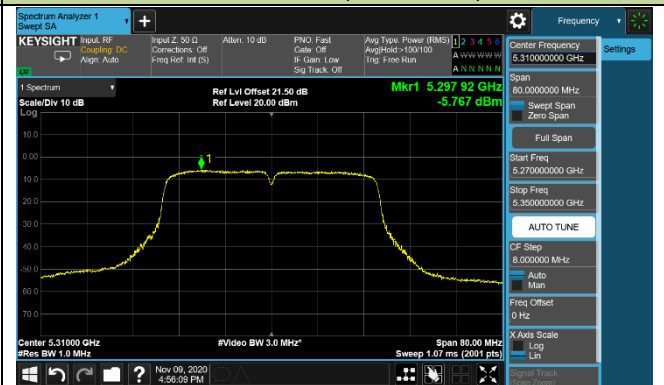 Spectrum Analyzer 1
Swept SA
Frequency
KEYSIGHT
Input: RF
Coupling: DC
Align: Auto
Input Z: 50 Ω
Corrections: Off
Freq Ref: Int (S)
Atten: 10 dB
PNO: Fast
Gate: Off
IF Gain: Low
Sig Track: Off
Avg Type: Power (RMS)
Avg|Hold:>100/100
Trig: Free Run
1 2 3 4 5 6
A W W W W W
A N N N N N
LXI
Center Frequency
5.310000000 GHz
Settings
Span
80.0000000 MHz
Swept Span
Zero Span
Full Span
Start Freq
5.270000000 GHz
Stop Freq
5.350000000 GHz
AUTO TUNE
CF Step
8.000000 MHz
Auto
Man
Freq Offset
0 Hz
X Axis Scale
Log
Lin
Signal Track
(Span Zoom)
1 Spectrum
Scale/Div 10 dB
Log
Ref Lvl Offset 21.50 dB
Ref Level 20.00 dBm
Mkr1 5.297 92 GHz
-5.767 dBm
10.0
0.00
1
-10.0
-20.0
-30.0
-40.0
-50.0
-60.0
-70.0
Center 5.31000 GHz
#Res BW 1.0 MHz
#Video BW 3.0 MHz*
Span 80.00 MHz
Sweep 1.07 ms (2001 pts)
?
Nov 09, 2020
4:56:09 PM